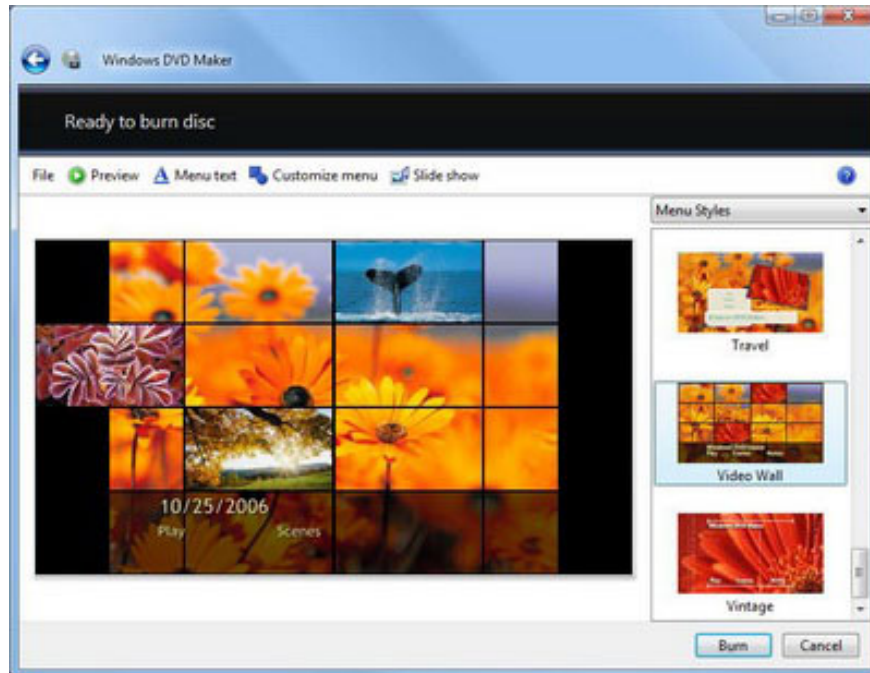 Windows DVD Maker
Ready to burn disc
File Preview Menu text Customize menu Slide show
Menu Styles
10/25/2006
Play Scenes
Travel
Video Wall
Vintage
Burn Cancel